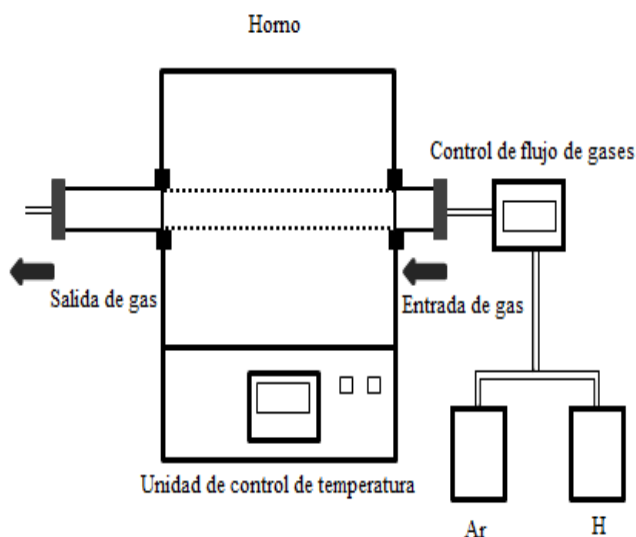 Horno
Control de flujo de gases
Salida de gas
Entrada de gas
Unidad de control de temperatura
Ar
H